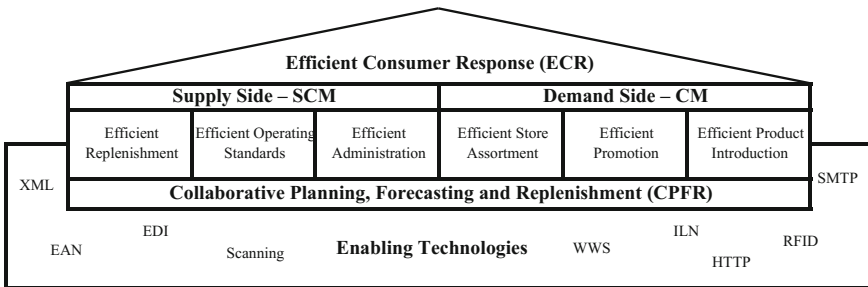 Efficient Consumer Response (ECR)
Supply Side – SCM
Demand Side – CM
Efficient
Replenishment
Efficient Operating
Standards
Efficient
Administration
Efficient Store
Assortment
Efficient
Promotion
Efficient Product
Introduction
XML
SMTP
Collaborative Planning, Forecasting and Replenishment (CPFR)
EAN
EDI
Scanning
Enabling Technologies
WWS
ILN
HTTP
RFID